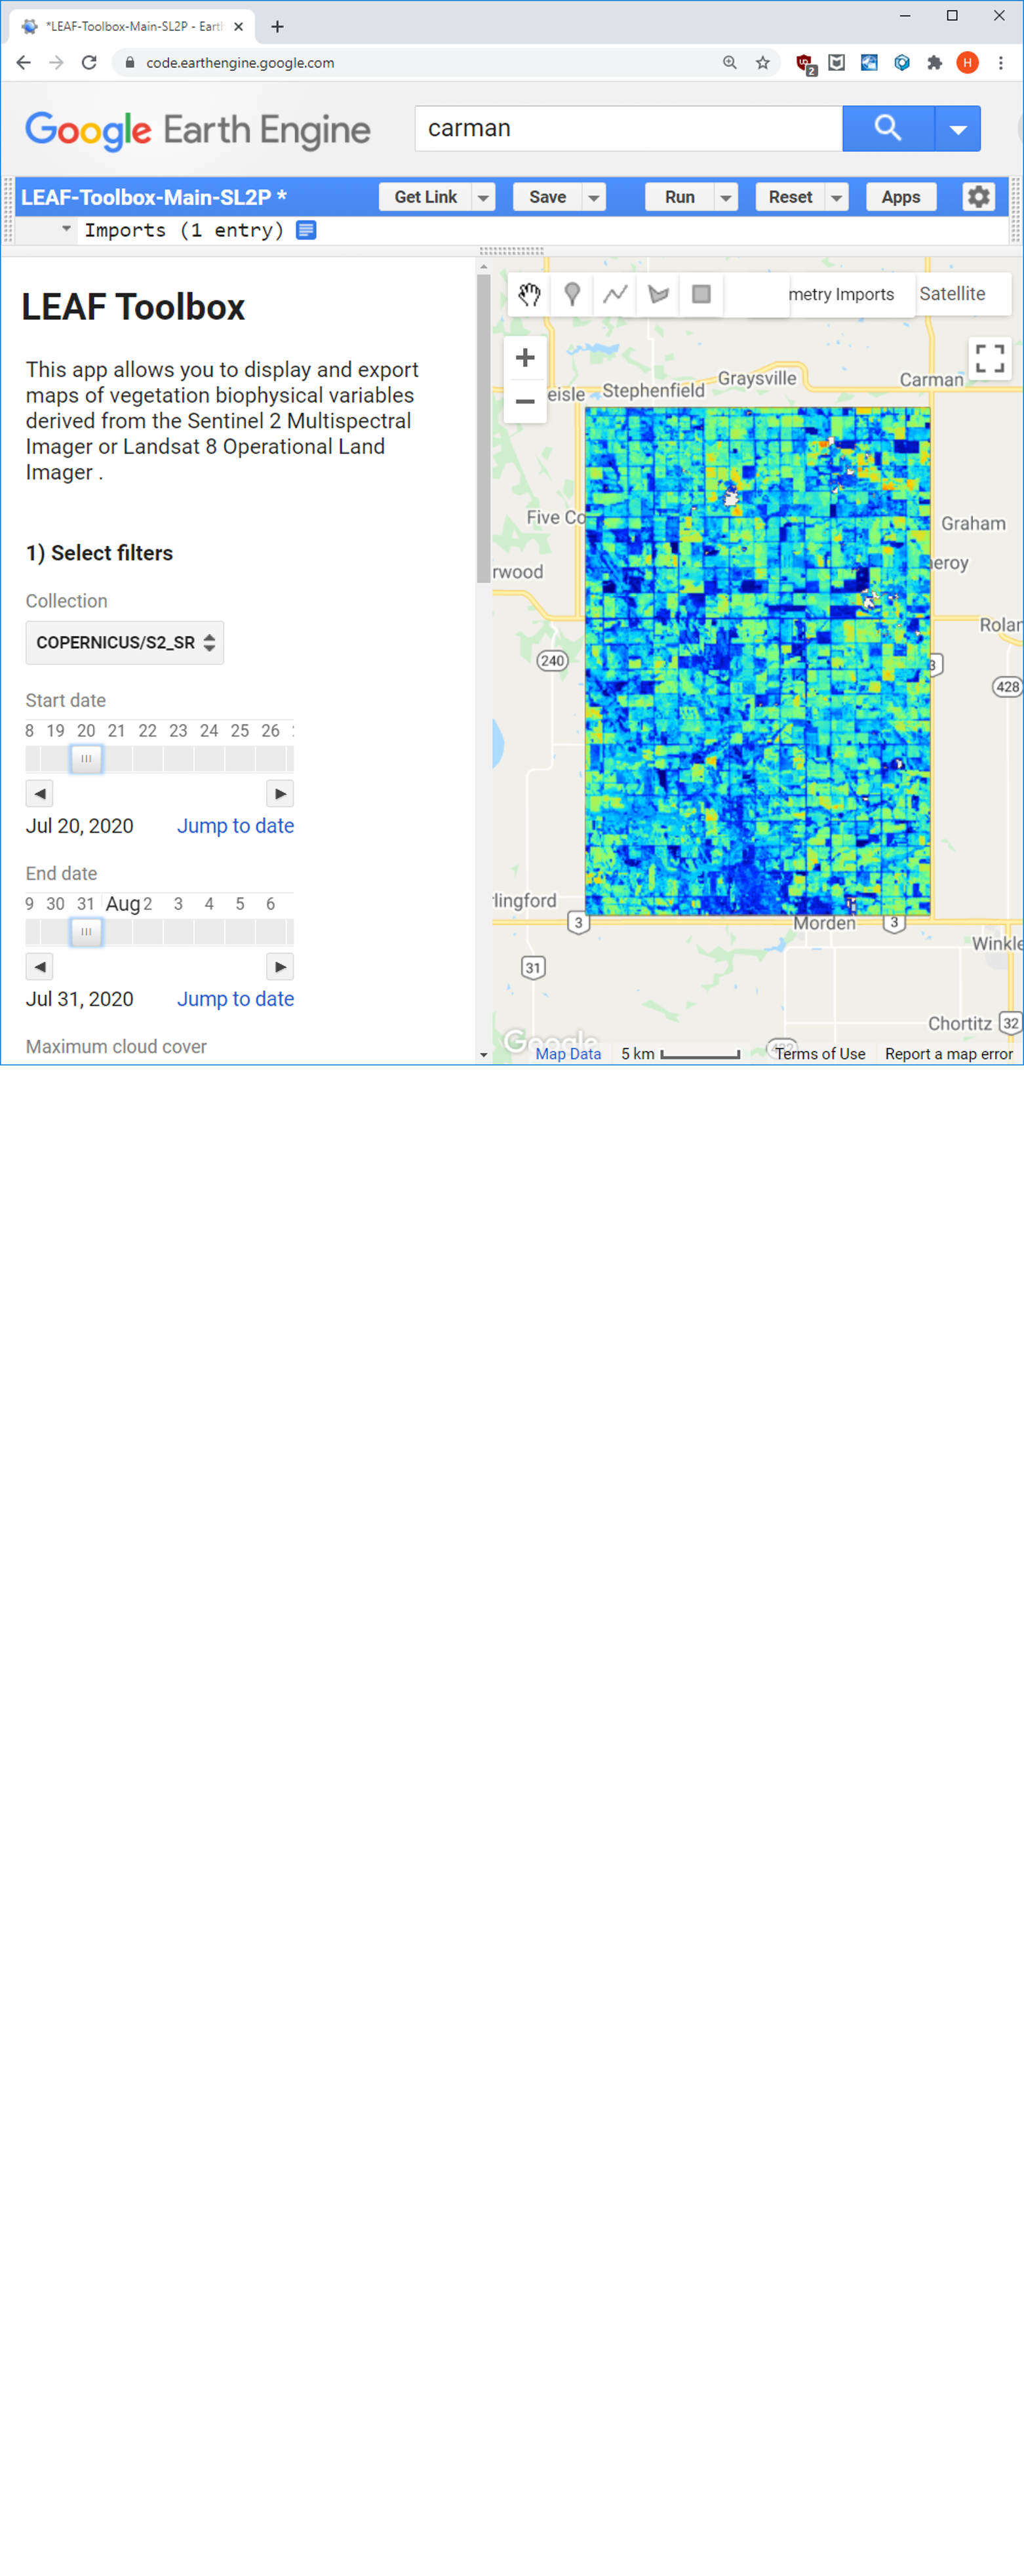 *LEAF-Toolbox-Main-SL2P - Eart
code.earthengine.google.com
2
H
Google Earth Engine
carman
LEAF-Toolbox-Main-SL2P *
Get Link
Save
Run
Reset
Apps
Imports (1 entry)
LEAF Toolbox
This app allows you to display and export
maps of vegetation biophysical variables
derived from the Sentinel 2 Multispectral
Imager or Landsat 8 Operational Land
Imager .
1) Select filters
Collection
COPERNICUS/S2_SR
Start date
8 19 20 21 22 23 24 25 26
Jul 20, 2020 Jump to date
End date
9 30 31 Aug 2 3 4 5 6
Jul 31, 2020 Jump to date
Maximum cloud cover
metry Imports
Satellite
eisle
Stephenfield
Graysville
Carman
Five Co
Graham
rwood
eroy
Rolan
240
3
428
lingford
3
Morden
3
Winkle
31
Chortitz
32
Google
Map Data
5 km
Terms of Use
Report a map error